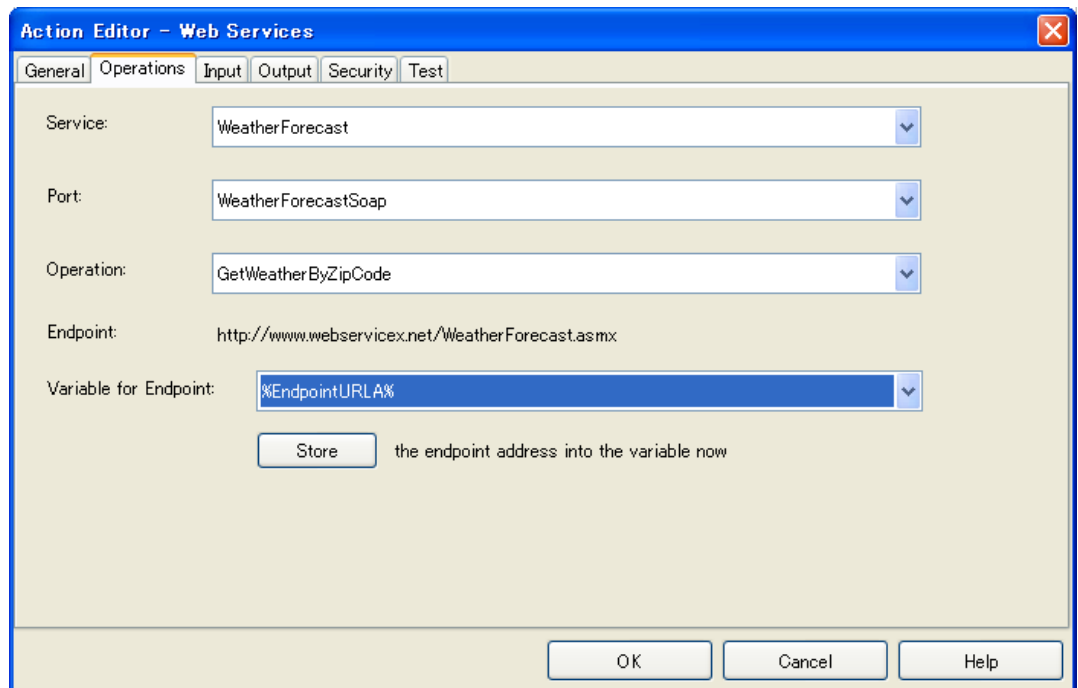 Action Editor - Web Services
General Operations Input Output Security Test
Service: WeatherForecast
Port: WeatherForecastSoap
Operation: GetWeatherByZipCode
Endpoint: http://www.webservicex.net/WeatherForecast.asmx
Variable for Endpoint: %EndpointURLA%
Store the endpoint address into the variable now
OK Cancel Help